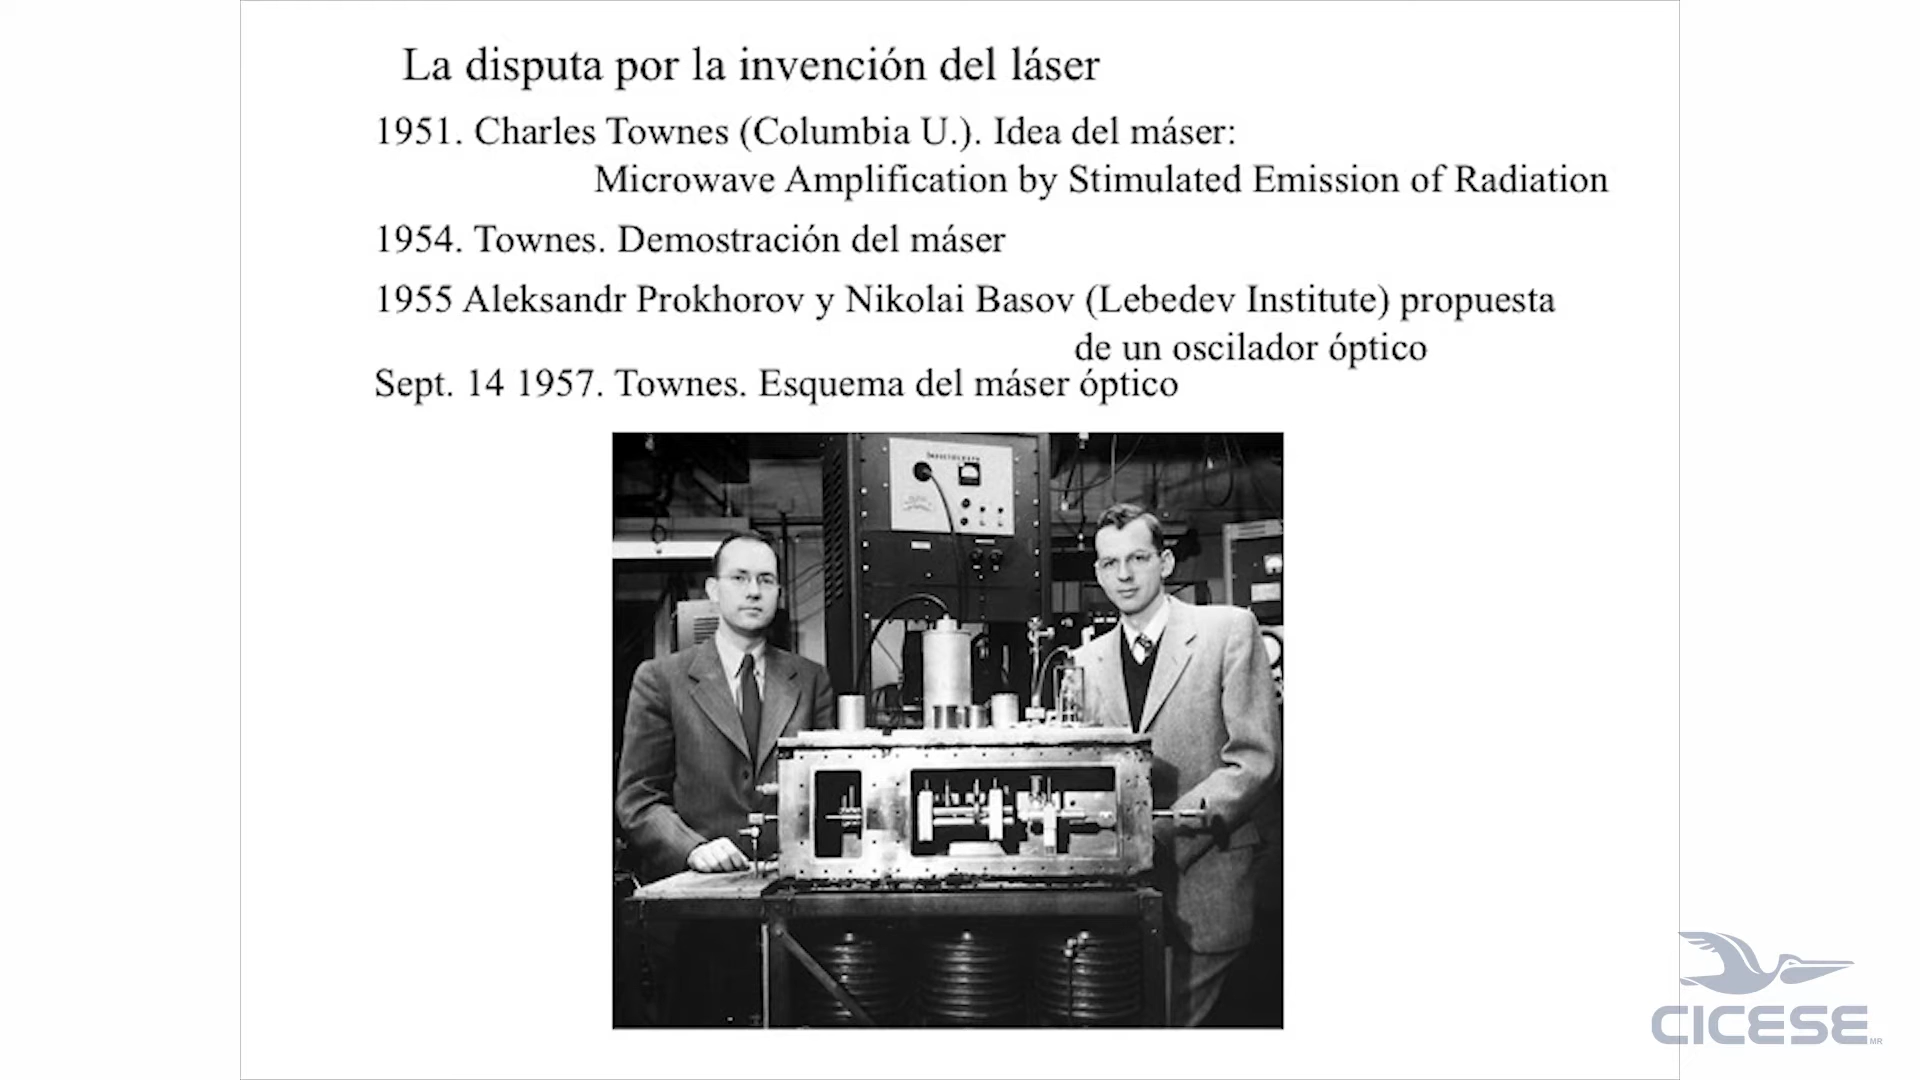 La disputa por la invención del láser
1951. Charles Townes (Columbia U.). Idea del máser:
Microwave Amplification by Stimulated Emission of Radiation
1954. Townes. Demostración del máser
1955 Aleksandr Prokhorov y Nikolai Basov (Lebedev Institute) propuesta
de un oscilador óptico
Sept. 14 1957. Townes. Esquema del máser óptico
CICESE MR